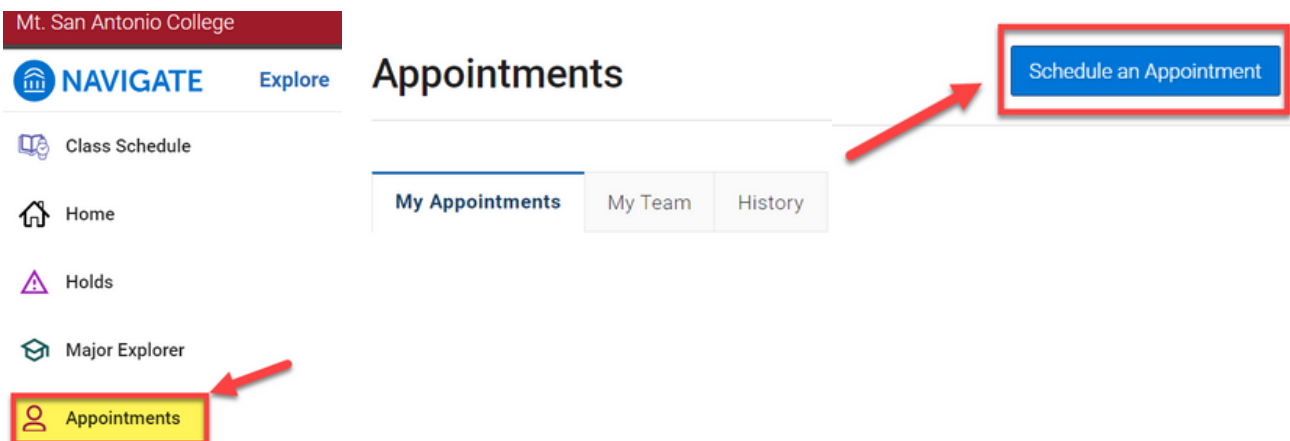 Mt. San Antonio College
NAVIGATE Explore
Class Schedule
Home
Holds
Major Explorer
Appointments
Appointments
Schedule an Appointment
My Appointments My Team History